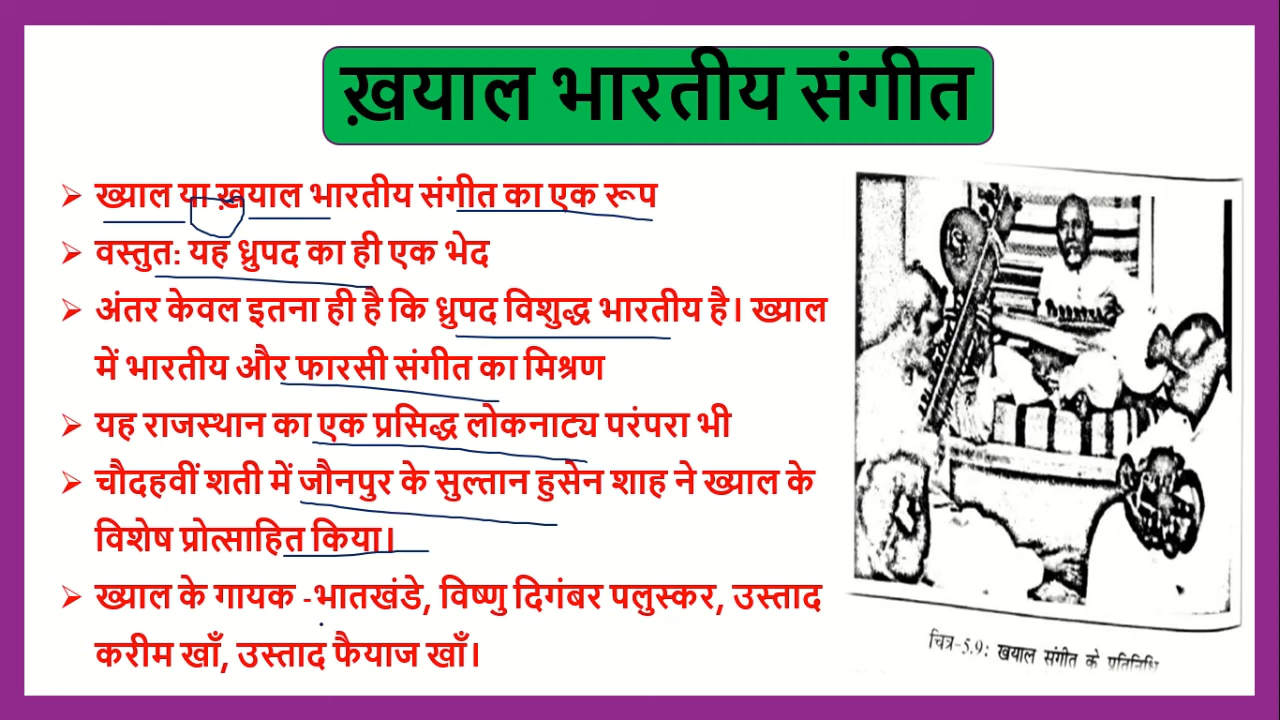 ख़याल भारतीय संगीत
ख्याल या ख़याल भारतीय संगीत का एक रूप
वस्तुत: यह ध्रुपद का ही एक भेद
अंतर केवल इतना ही है कि ध्रुपद विशुद्ध भारतीय है। ख्याल
में भारतीय और फारसी संगीत का मिश्रण
यह राजस्थान का एक प्रसिद्ध लोकनाट्य परंपरा भी
चौदहवीं शती में जौनपुर के सुल्तान हुसेन शाह ने ख्याल के
विशेष प्रोत्साहित किया।
ख्याल के गायक -भातखंडे, विष्णु दिगंबर पलुस्कर, उस्ताद
करीम खाँ, उस्ताद फैयाज खाँ।
चित्र-5.9: खयाल संगीत के प्रतिनिधि